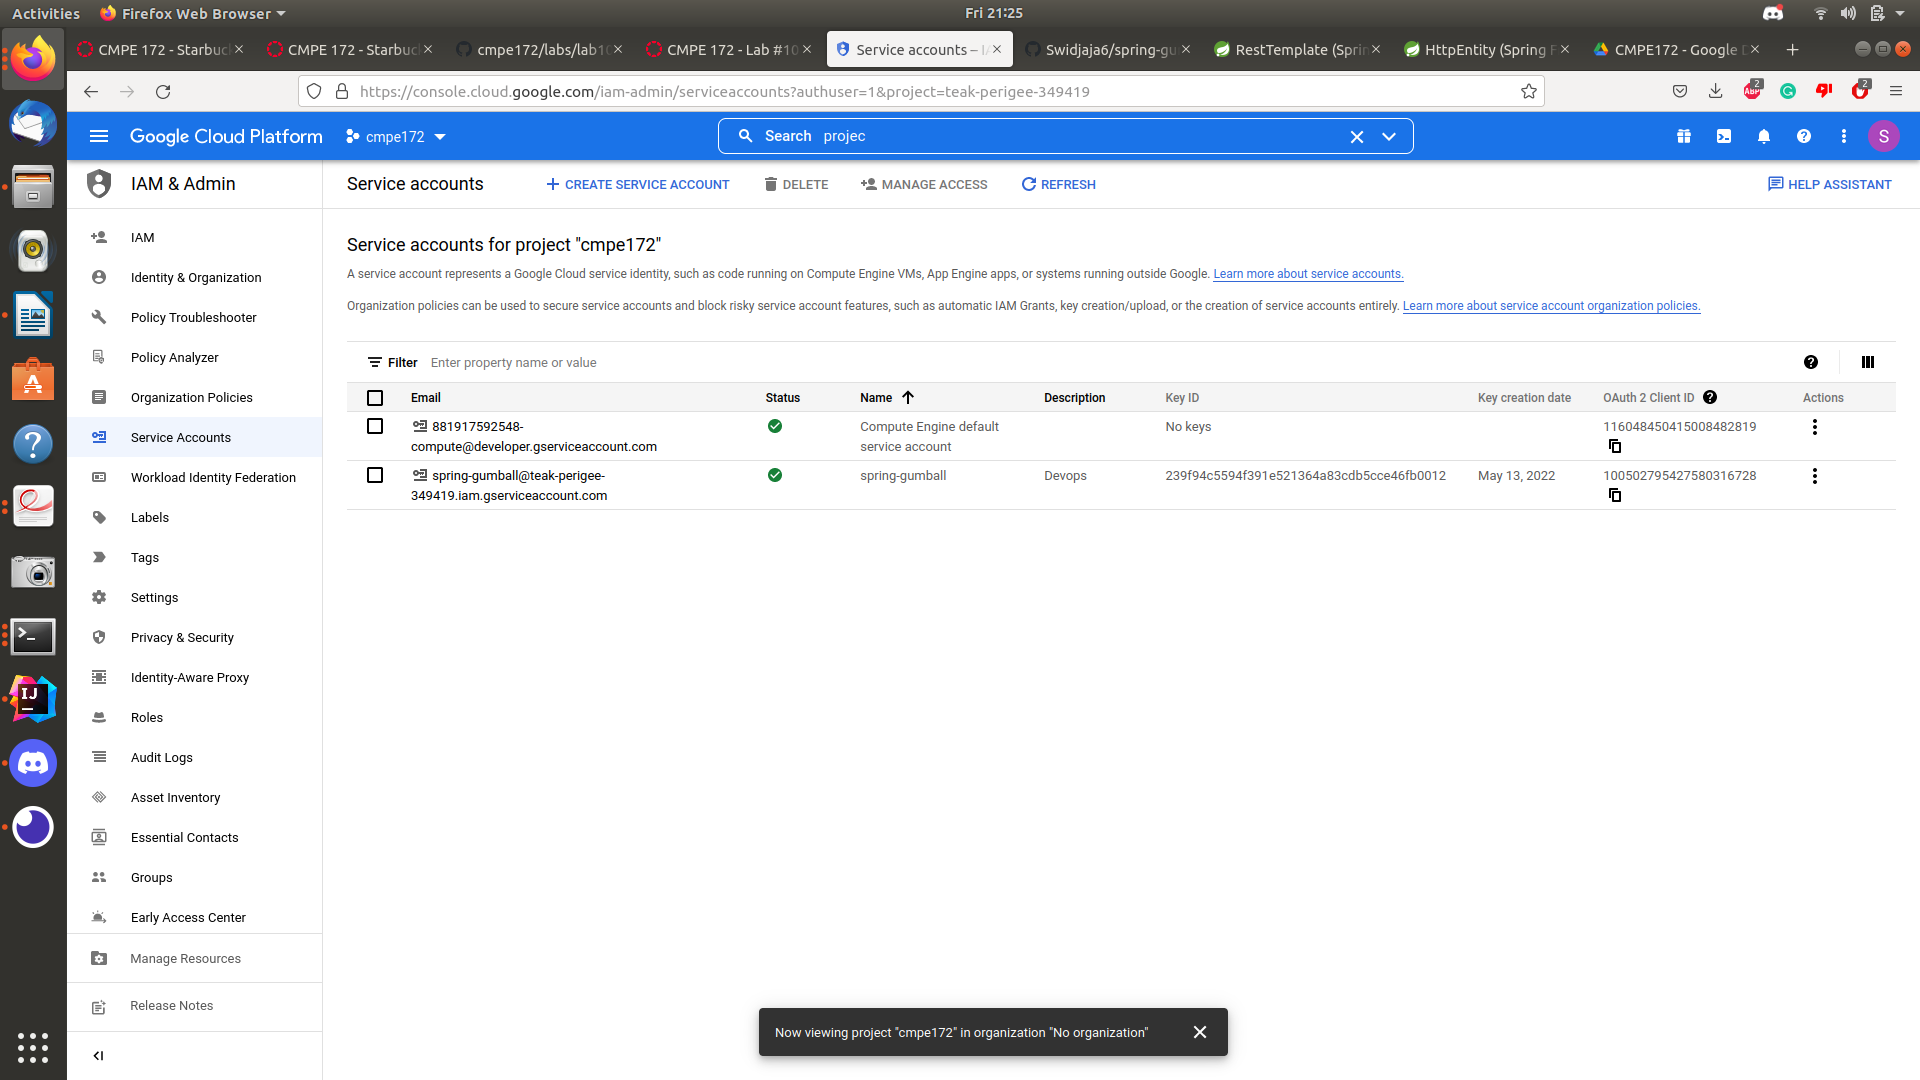 Activities
Firefox Web Browser
Fri 21:25
CMPE 172 - Starbuc
CMPE 172 - Starbuc
cmpe172/labs/lab10
CMPE 172 - Lab #10
Service accounts – IA
Swidjaja6/spring-gu
RestTemplate (Sprin
HttpEntity (Spring F
CMPE172 - Google D
https://console.cloud.google.com/iam-admin/serviceaccounts?authuser=1&project=teak-perigee-349419
ABP
2
2
Google Cloud Platform
cmpe172
Search projec
S
IAM & Admin
Service accounts
CREATE SERVICE ACCOUNT
DELETE
MANAGE ACCESS
REFRESH
HELP ASSISTANT
IAM
Identity & Organization
Policy Troubleshooter
Policy Analyzer
Organization Policies
Service Accounts
Workload Identity Federation
Labels
Tags
Settings
Privacy & Security
Identity-Aware Proxy
Roles
Audit Logs
Asset Inventory
Essential Contacts
Groups
Early Access Center
Manage Resources
Release Notes
Service accounts for project "cmpe172"
A service account represents a Google Cloud service identity, such as code running on Compute Engine VMs, App Engine apps, or systems running outside Google. Learn more about service accounts.
Organization policies can be used to secure service accounts and block risky service account features, such as automatic IAM Grants, key creation/upload, or the creation of service accounts entirely. Learn more about service account organization policies.
Filter Enter property name or value
Email Status Name Description Key ID Key creation date OAuth 2 Client ID Actions
881917592548- Compute Engine default No keys 116048450415008482819
compute@developer.gserviceaccount.com service account
spring-gumball@teak-perigee- spring-gumball Devops 239f94c5594f391e521364a83cdb5cce46fb0012 May 13, 2022 100502795427580316728
349419.iam.gserviceaccount.com
Now viewing project "cmpe172" in organization "No organization"
IJ